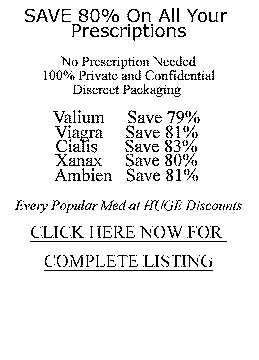 SAVE 80% On All Your
Prescriptions
No Prescription Needed
100% Private and Confidential
Discreet Packaging
Valium Save 79%
Viagra Save 81%
Cialis Save 83%
Xanax Save 80%
Ambien Save 81%
Every Popular Med at HUGE Discounts
CLICK HERE NOW FOR
COMPLETE LISTING